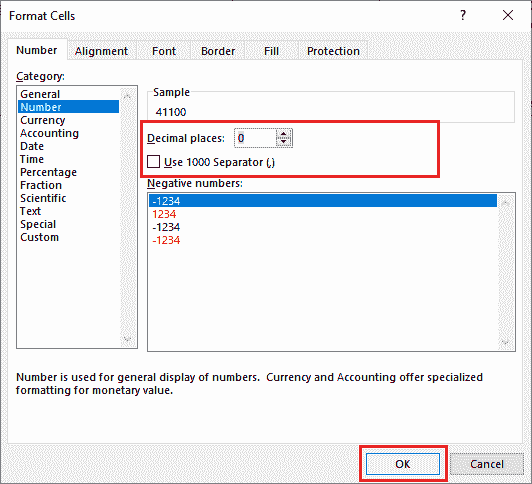 Format Cells
?
Number Alignment Font Border Fill Protection
Category:
General
Number
Currency
Accounting
Date
Time
Percentage
Fraction
Scientific
Text
Special
Custom
Sample
41100
Decimal places: 0
Use 1000 Separator (,)
Negative numbers:
-1234
1234
-1234
-1234
Number is used for general display of numbers. Currency and Accounting offer specialized
formatting for monetary value.
OK Cancel